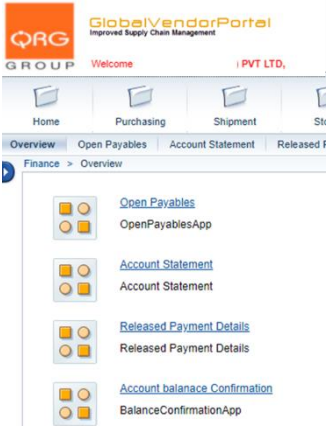 QRG
GROUP
GlobalVendorPortal
Improved Supply Chain Management
Welcome PVT LTD,
Home Purchasing Shipment
Overview Open Payables Account Statement Released
Finance > Overview
Open Payables
OpenPayablesApp
Account Statement
Account Statement
Released Payment Details
Released Payment Details
Account balanace Confirmation
BalanceConfirmationApp